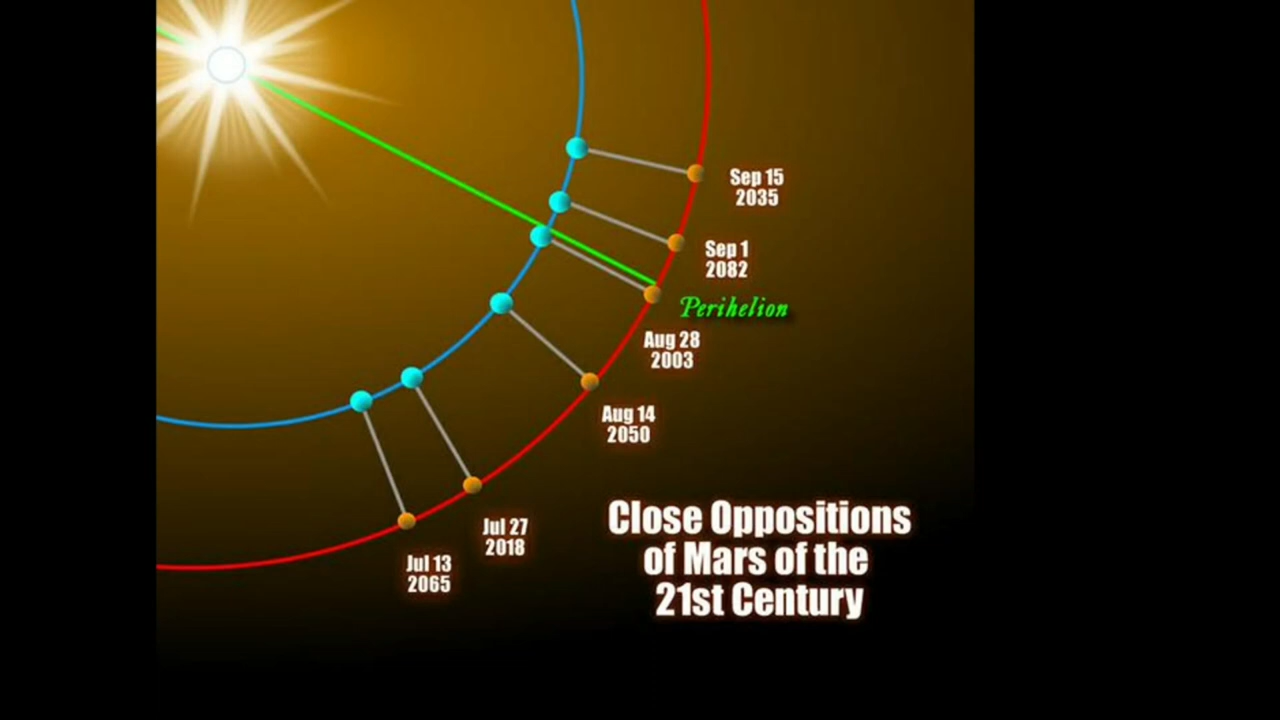 Sep 15
2035
Sep 1
2082
Perihelion
Aug 28
2003
Aug 14
2050
Jul 27
2018
Jul 13
2065
Close Oppositions
of Mars of the
21st Century